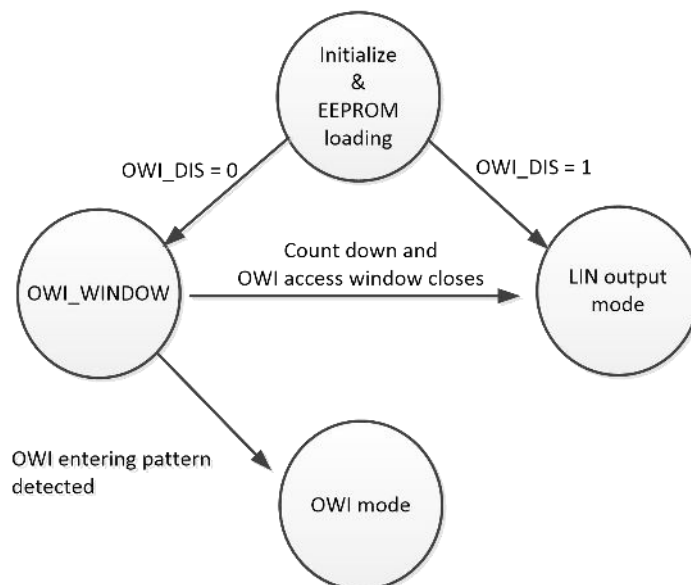 Initialize
&
EEPROM
loading
OWI_DIS = 0
OWI_DIS = 1
Count down and
OWI access window closes
OWI_WINDOW
LIN output
mode
OWI entering pattern
detected
OWI mode